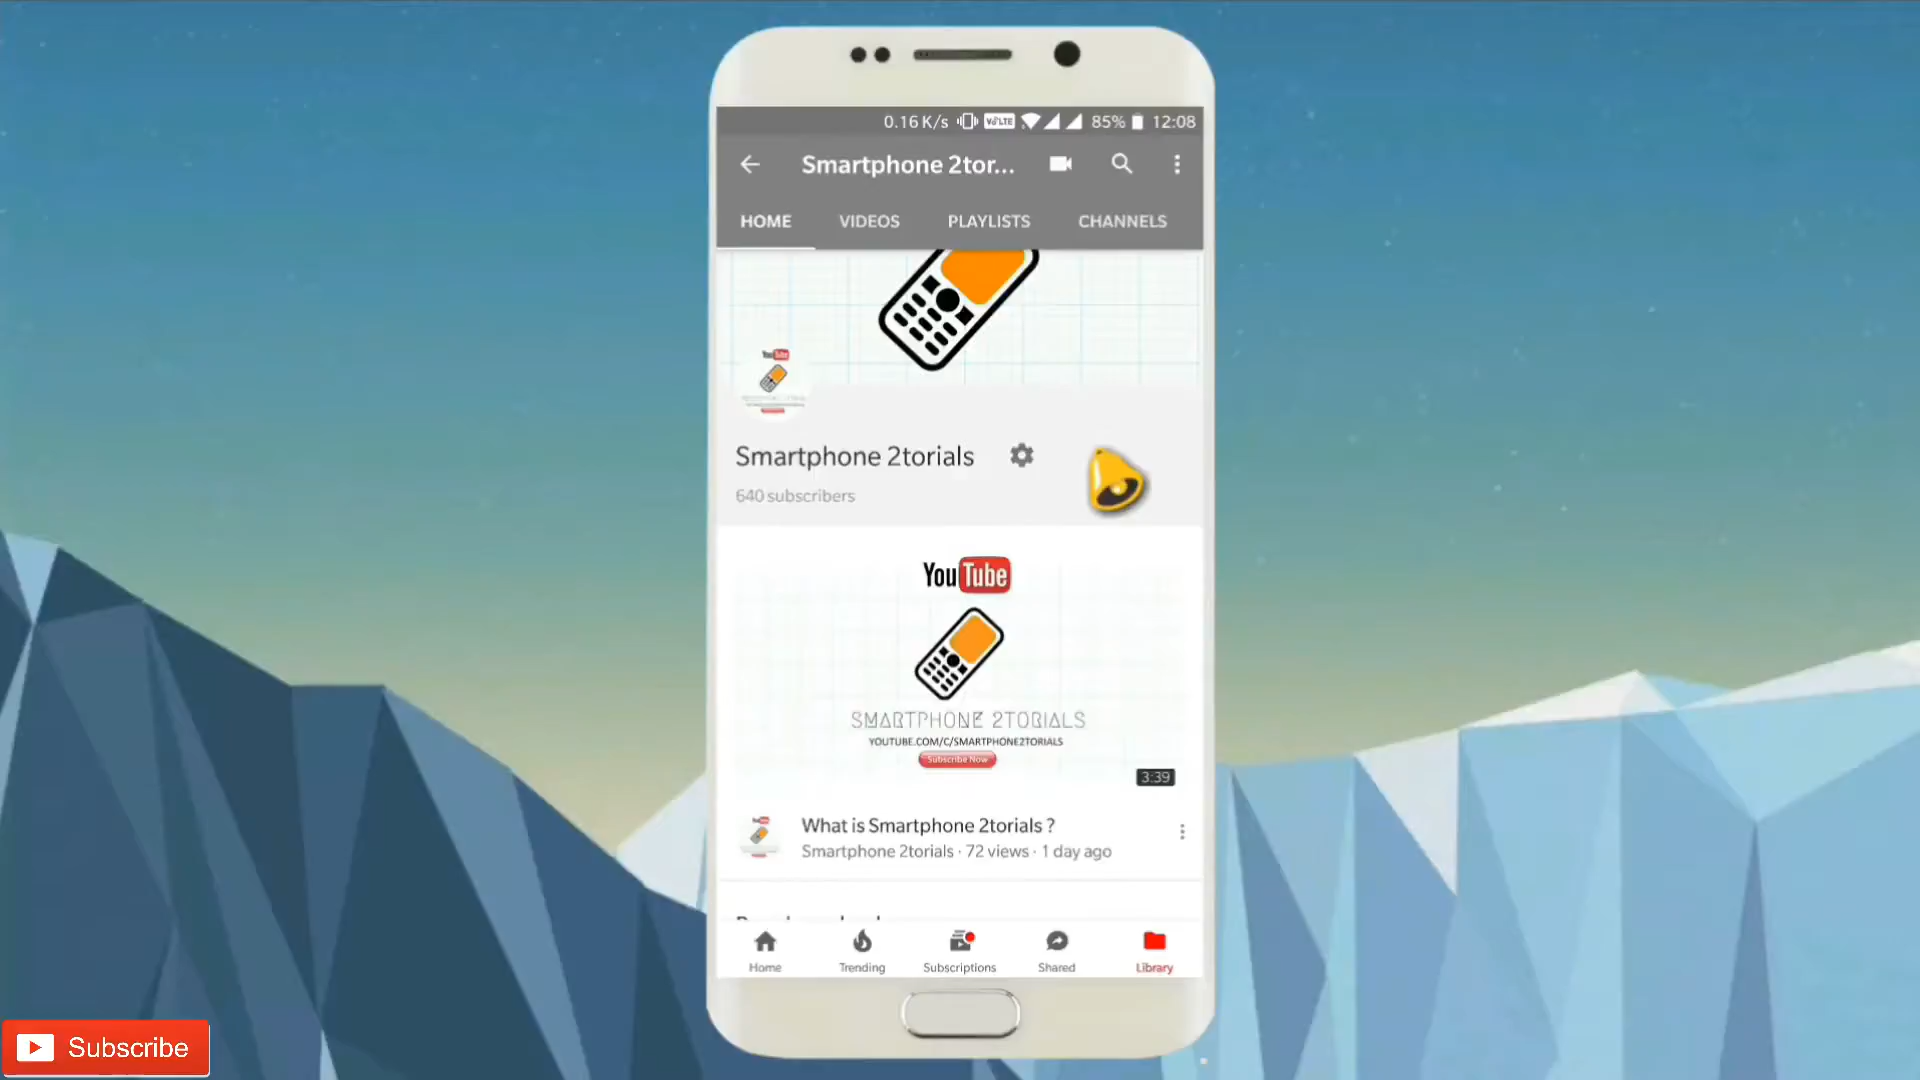 0.16 K/s VoLTE 85% 12:08
Smartphone 2tor...
HOME VIDEOS PLAYLISTS CHANNELS
YouTube
Smartphone 2torials
640 subscribers
YouTube
SMARTPHONE 2TORIALS
YOUTUBE.COM/C/SMARTPHONE2TORIALS
Subscribe Now
3:39
What is Smartphone 2torials ?
Smartphone 2torials · 72 views · 1 day ago
Home Trending Subscriptions Shared Library
Subscribe